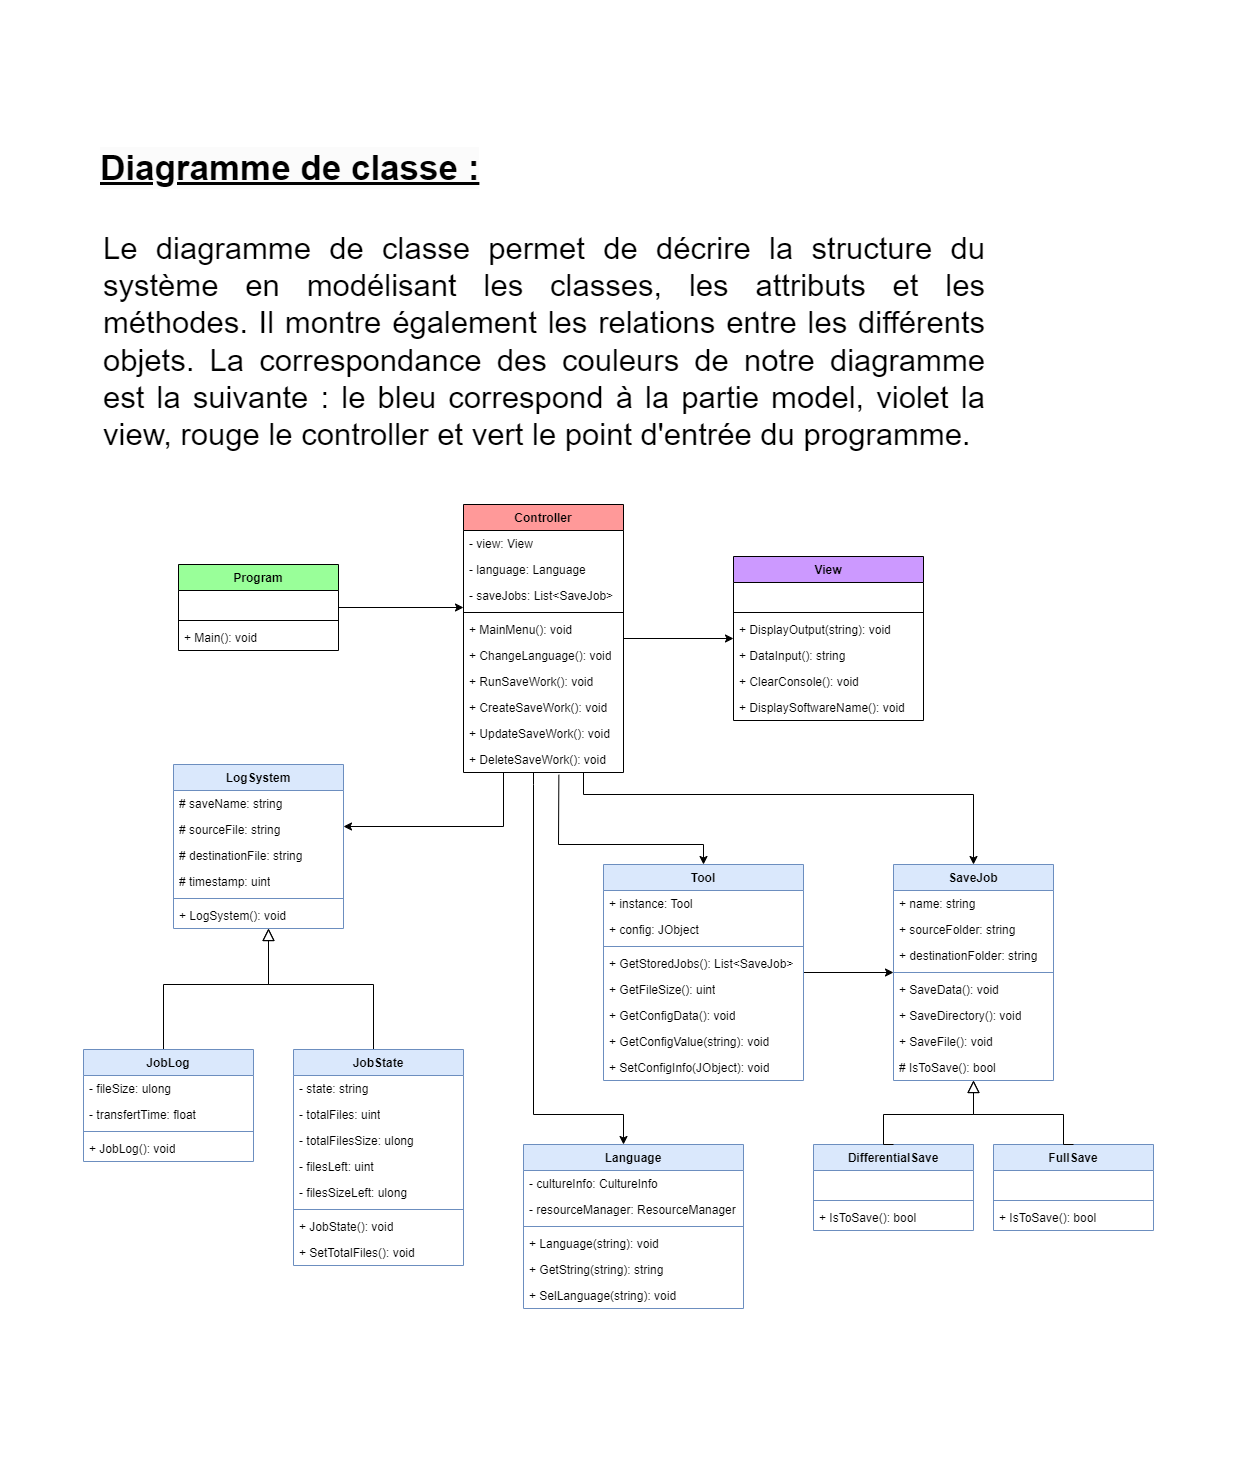 Diagramme de classe :
Le diagramme de classe permet de décrire la structure du
système en modélisant les classes, les attributs et les
méthodes. Il montre également les relations entre les différents
objets. La correspondance des couleurs de notre diagramme
est la suivante : le bleu correspond à la partie model, violet la
view, rouge le controller et vert le point d'entrée du programme.
Controller
- view: View
- language: Language
- saveJobs: List<SaveJob>
+ MainMenu(): void
+ ChangeLanguage(): void
+ RunSaveWork(): void
+ CreateSaveWork(): void
+ UpdateSaveWork(): void
+ DeleteSaveWork(): void
Program
+ Main(): void
View
+ DisplayOutput(string): void
+ DataInput(): string
+ ClearConsole(): void
+ DisplaySoftwareName(): void
LogSystem
# saveName: string
# sourceFile: string
# destinationFile: string
# timestamp: uint
+ LogSystem(): void
Tool
+ instance: Tool
+ config: JObject
+ GetStoredJobs(): List<SaveJob>
+ GetFileSize(): uint
+ GetConfigData(): void
+ GetConfigValue(string): void
+ SetConfigInfo(JObject): void
SaveJob
+ name: string
+ sourceFolder: string
+ destinationFolder: string
+ SaveData(): void
+ SaveDirectory(): void
+ SaveFile(): void
# IsToSave(): bool
JobLog
- fileSize: ulong
- transfertTime: float
+ JobLog(): void
JobState
- state: string
- totalFiles: uint
- totalFilesSize: ulong
- filesLeft: uint
- filesSizeLeft: ulong
+ JobState(): void
+ SetTotalFiles(): void
Language
- cultureInfo: CultureInfo
- resourceManager: ResourceManager
+ Language(string): void
+ GetString(string): string
+ SelLanguage(string): void
DifferentialSave
+ IsToSave(): bool
FullSave
+ IsToSave(): bool